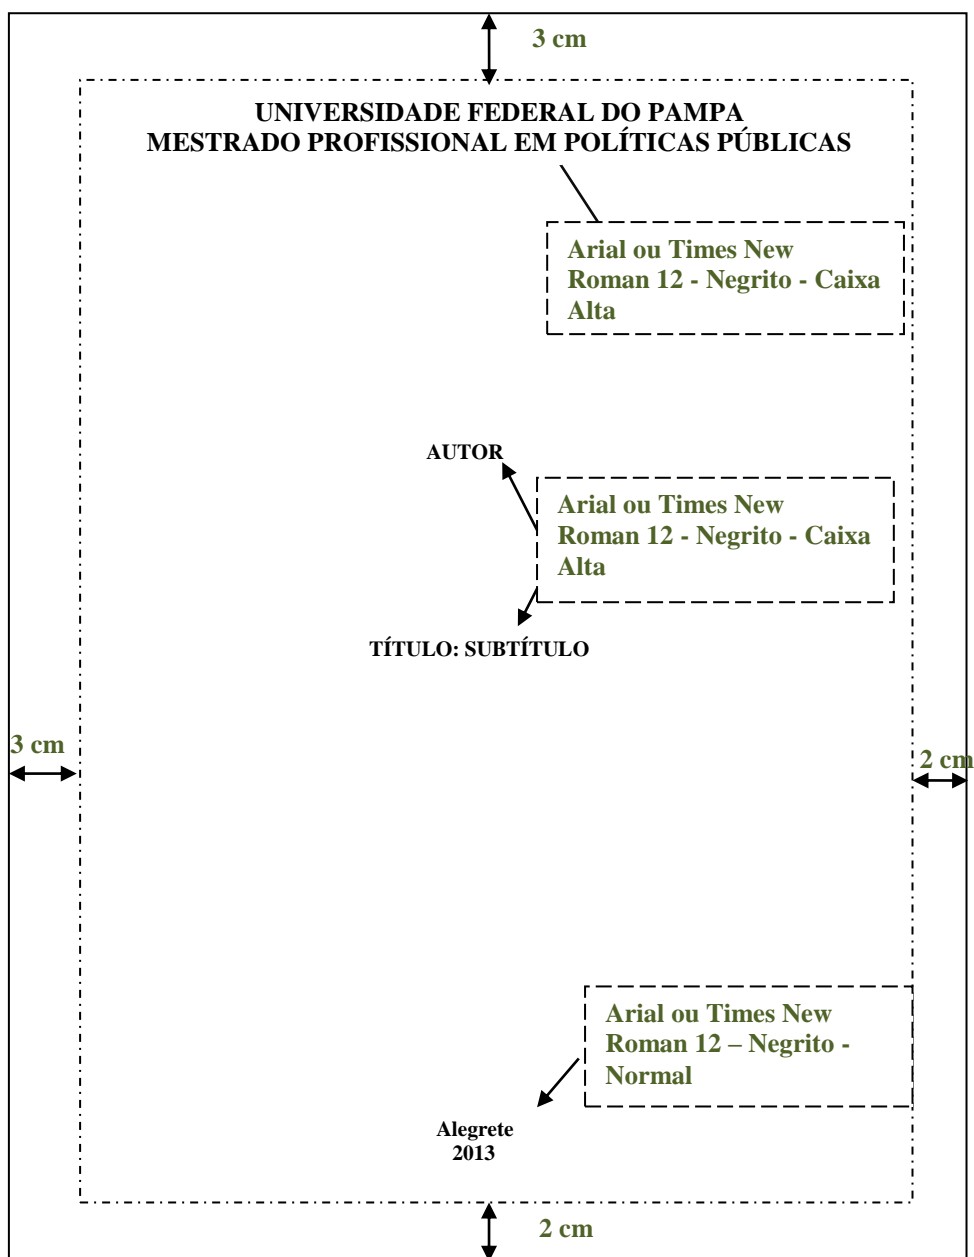 3 cm
UNIVERSIDADE FEDERAL DO PAMPA
MESTRADO PROFISSIONAL EM POLÍTICAS PÚBLICAS
Arial ou Times New
Roman 12 - Negrito - Caixa
Alta
AUTOR
Arial ou Times New
Roman 12 - Negrito - Caixa
Alta
TÍTULO: SUBTÍTULO
3 cm
2 cm
Arial ou Times New
Roman 12 – Negrito -
Normal
Alegrete
2013
2 cm